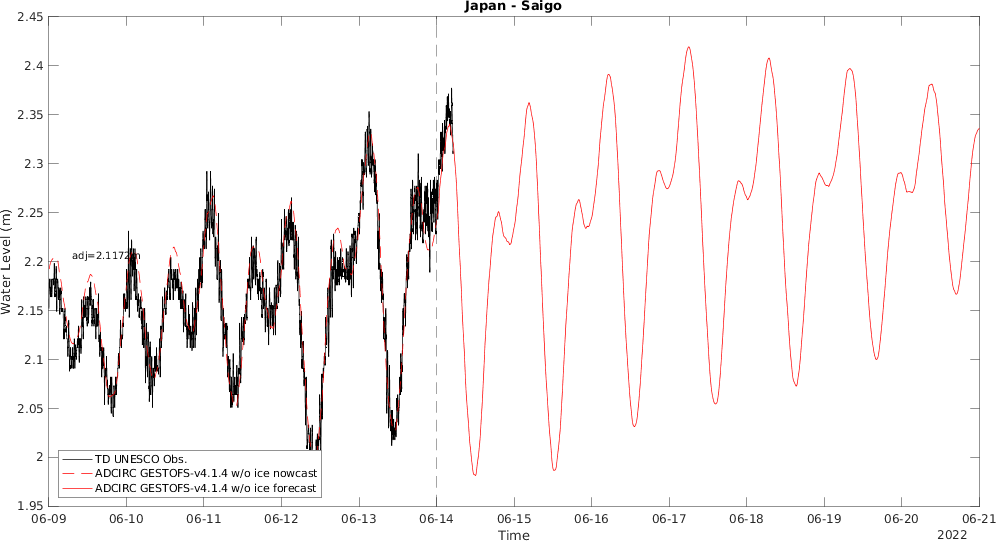 Japan - Saigo
2.45
2.4
2.35
2.3
2.25
2.2
2.15
2.1
2.05
2
1.95
Water Level (m)
adj=2.1172m
TD UNESCO Obs.
ADCIRC GESTOFS-v4.1.4 w/o ice nowcast
ADCIRC GESTOFS-v4.1.4 w/o ice forecast
06-09 06-10 06-11 06-12 06-13 06-14 06-15 06-16 06-17 06-18 06-19 06-20 06-21
Time
2022